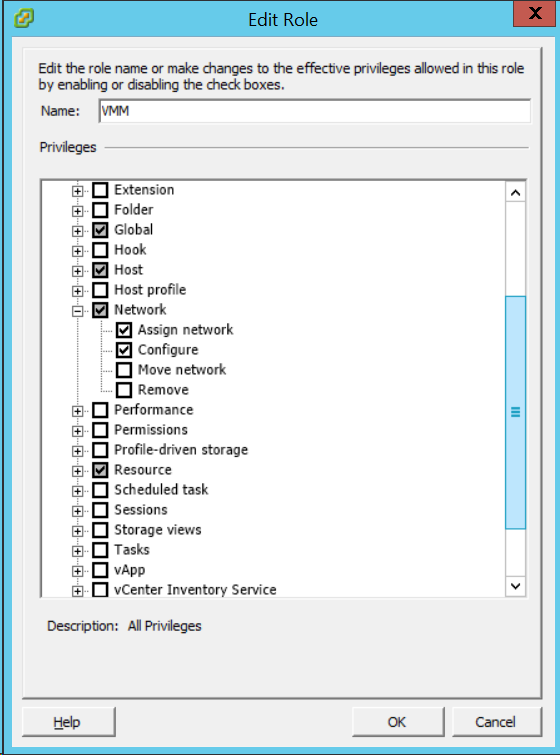 Edit Role
X
Edit the role name or make changes to the effective privileges allowed in this role
by enabling or disabling the check boxes.
Name: VMM
Privileges
Extension
Folder
Global
Hook
Host
Host profile
Network
Assign network
Configure
Move network
Remove
Performance
Permissions
Profile-driven storage
Resource
Scheduled task
Sessions
Storage views
Tasks
vApp
vCenter Inventory Service
Description: All Privileges
Help OK Cancel